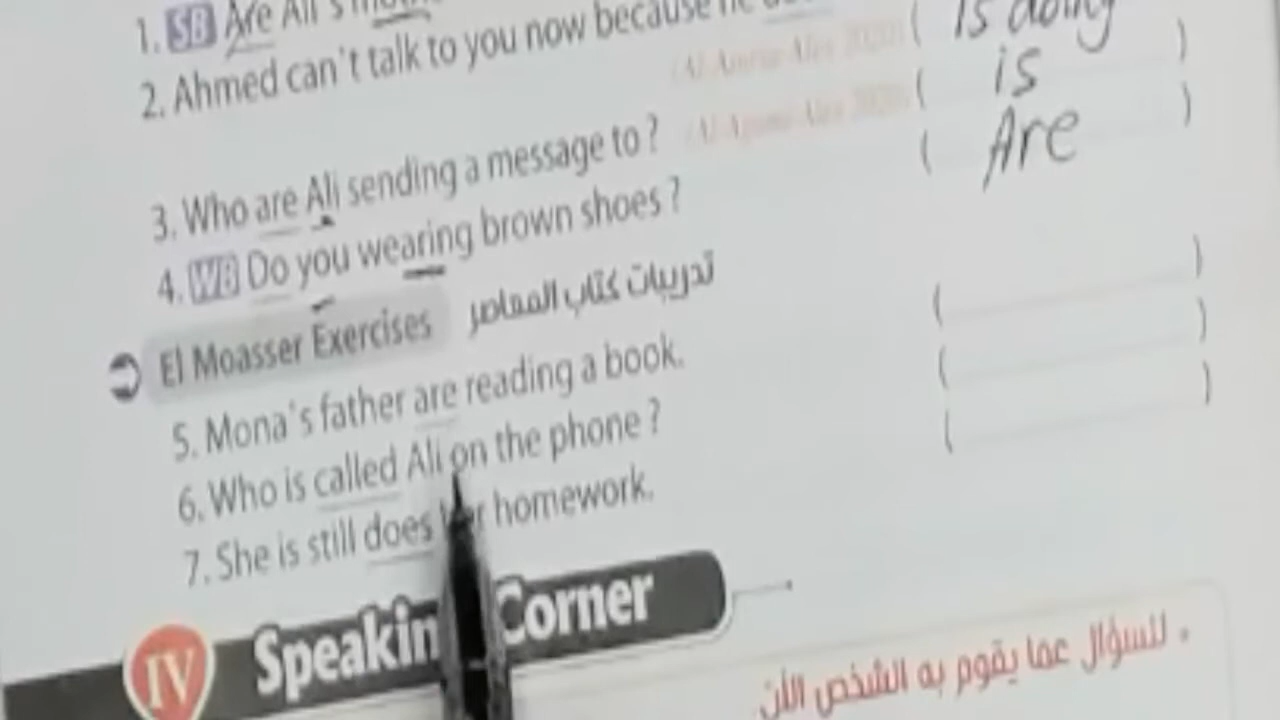 1. SB Are Ali's
2. Ahmed can't talk to you now because he ( is doing )
( is )
3. Who are Ali sending a message to ? ( Are
4. WB Do you wearing brown shoes ?
El Moasser Exercises تدريبات كتاب المعاصر
5. Mona's father are reading a book. ( )
6. Who is called Ali on the phone ? ( )
7. She is still does homework. ( )
IV Speakin Corner
• للسؤال عما يقوم به الشخص الآن